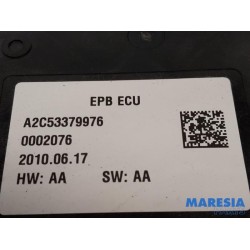 EPB ECU
A2C53379976
0002076
2010.06.17
HW: AA SW: AA
MARESIA